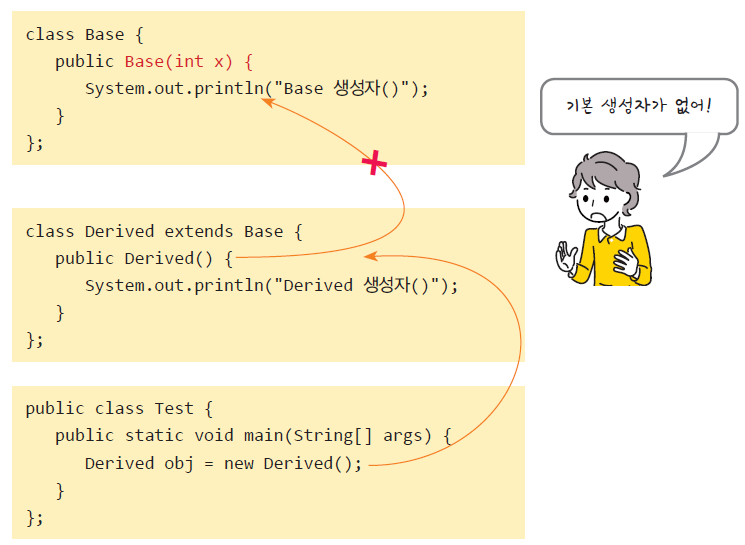 class Base {
public Base(int x) {
System.out.println("Base 생성자()");
}
};
기본 생성자가 없어!
class Derived extends Base {
public Derived() {
System.out.println("Derived 생성자()");
}
};
public class Test {
public static void main(String[] args) {
Derived obj = new Derived();
}
};